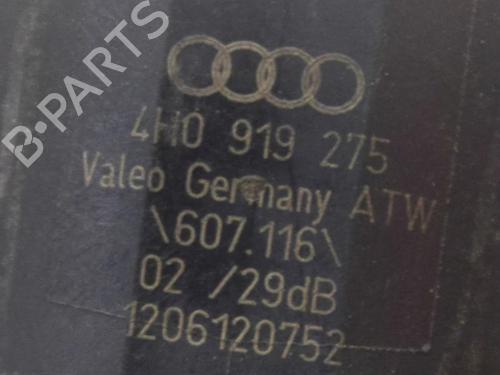 B-PARTS
4H0 919 275
Valeo Germany ATW
\607.116\
02 /29dB
1206120752